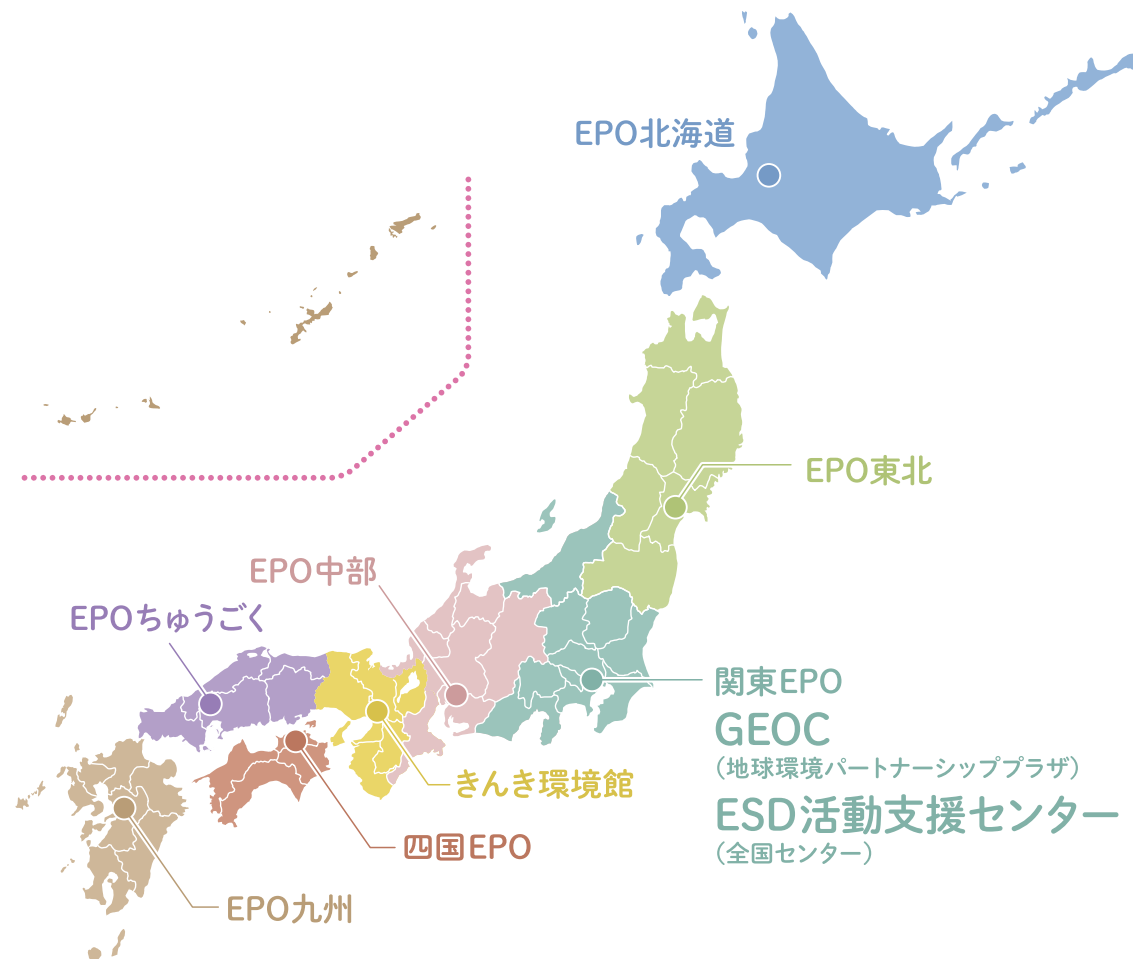 EPO北海道
EPO東北
EPO中部
EPOちゅうごく
関東EPO
GEOC
（地球環境パートナーシッププラザ）
きんき環境館
ESD活動支援センター
（全国センター）
四国EPO
EPO九州